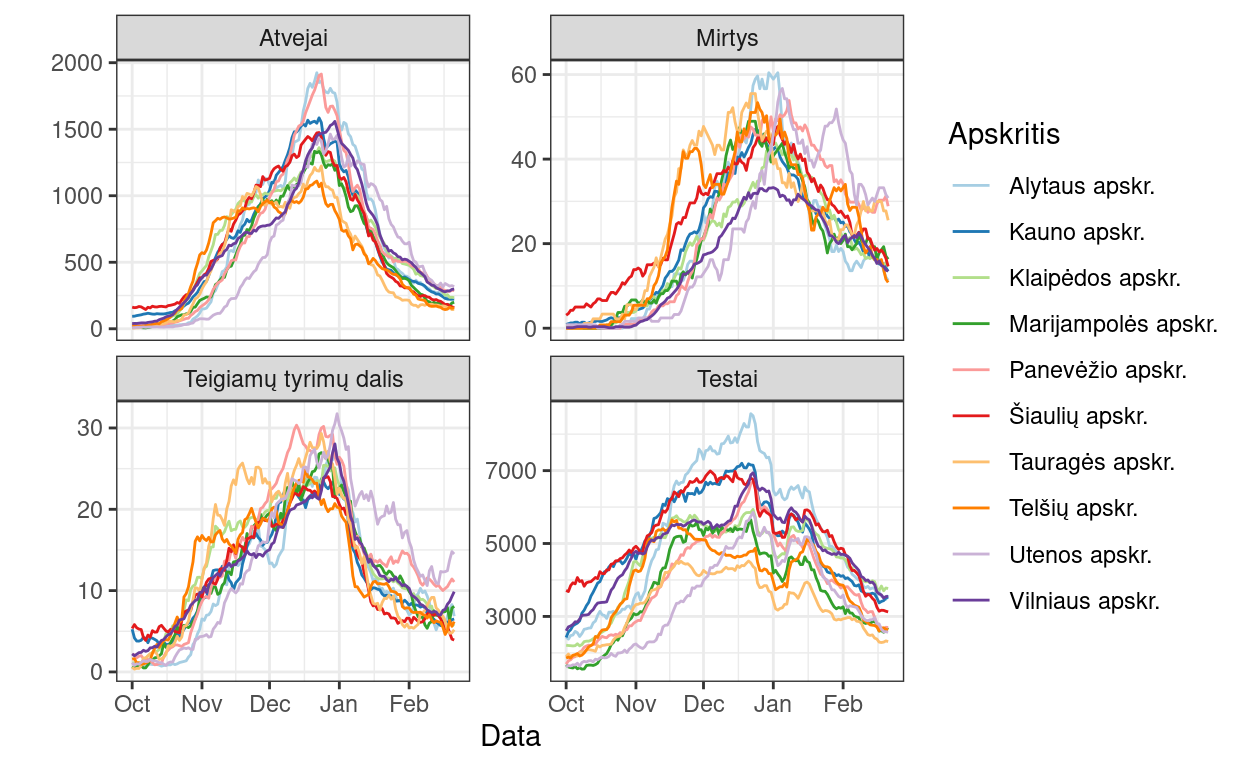 Atvejai
Mirtys
2000
1500
1000
500
0
60
40
20
0
Teigiamų tyrimų dalis
Testai
30
20
10
0
7000
5000
3000
Oct Nov Dec Jan Feb
Oct Nov Dec Jan Feb
Data
Apskritis
Alytaus apskr.
Kauno apskr.
Klaipėdos apskr.
Marijampolės apskr.
Panevėžio apskr.
Šiaulių apskr.
Tauragės apskr.
Telšių apskr.
Utenos apskr.
Vilniaus apskr.